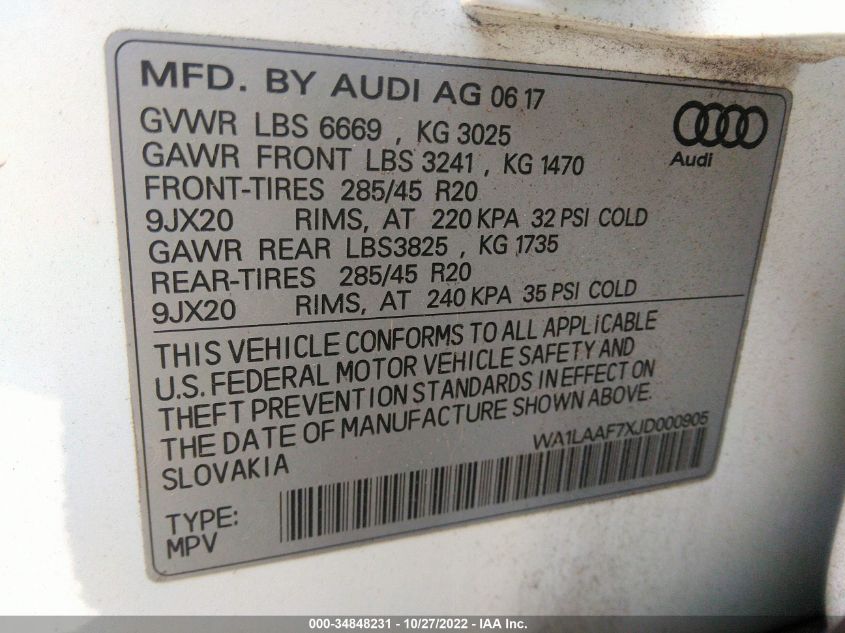 MFD. BY AUDI AG 06 17
GVWR LBS 6669 , KG 3025
GAWR FRONT LBS 3241 , KG 1470
Audi
FRONT-TIRES 285/45 R20
9JX20 RIMS, AT 220 KPA 32 PSI COLD
GAWR REAR LBS3825 , KG 1735
REAR-TIRES 285/45 R20
9JX20 RIMS, AT 240 KPA 35 PSI COLD
THIS VEHICLE CONFORMS TO ALL APPLICABLE
U.S. FEDERAL MOTOR VEHICLE SAFETY AND
THEFT PREVENTION STANDARDS IN EFFECT ON
THE DATE OF MANUFACTURE SHOWN ABOVE.
SLOVAKIA
WA1LAAF7XJD000905
TYPE:
MPV
000-34848231 - 10/27/2022 - IAA Inc.